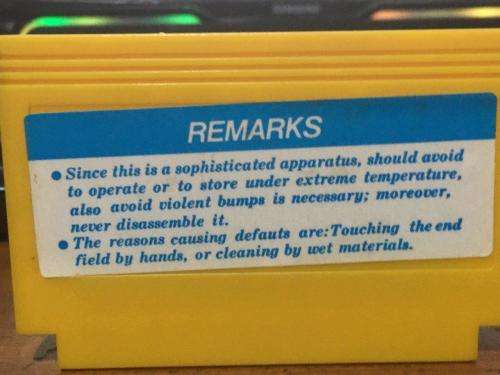 REMARKS
● Since this is a sophisticated apparatus, should avoid
to operate or to store under extreme temperature,
also avoid violent bumps is necessary; moreover,
never disassemble it.
● The reasons causing defauts are:Touching the end
field by hands, or cleaning by wet materials.